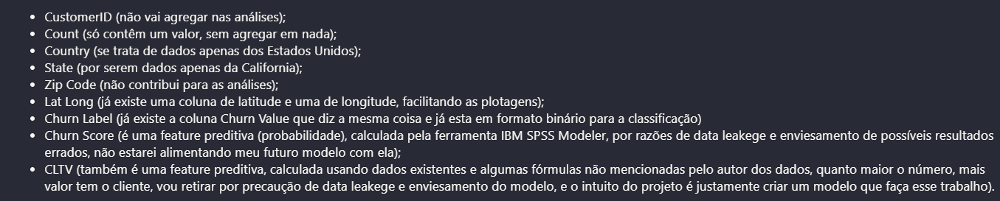 • CustomerID (não vai agregar nas análises);
• Count (só contêm um valor, sem agregar em nada);
• Country (se trata de dados apenas dos Estados Unidos);
• State (por serem dados apenas da California);
• Zip Code (não contribui para as análises);
• Lat Long (já existe uma coluna de latitude e uma de longitude, facilitando as plotagens);
• Churn Label (já existe a coluna Churn Value que diz a mesma coisa e já esta em formato binário para a classificação)
• Churn Score (é uma feature preditiva (probabilidade), calculada pela ferramenta IBM SPSS Modeler, por razões de data leakege e enviesamento de possíveis resultados
errados, não estarei alimentando meu futuro modelo com ela);
• CLTV (também é uma feature preditiva, calculada usando dados existentes e algumas fórmulas não mencionadas pelo autor dos dados, quanto maior o número, mais
valor tem o cliente, vou retirar por precaução de data leakege e enviesamento do modelo, e o intuito do projeto é justamente criar um modelo que faça esse trabalho).